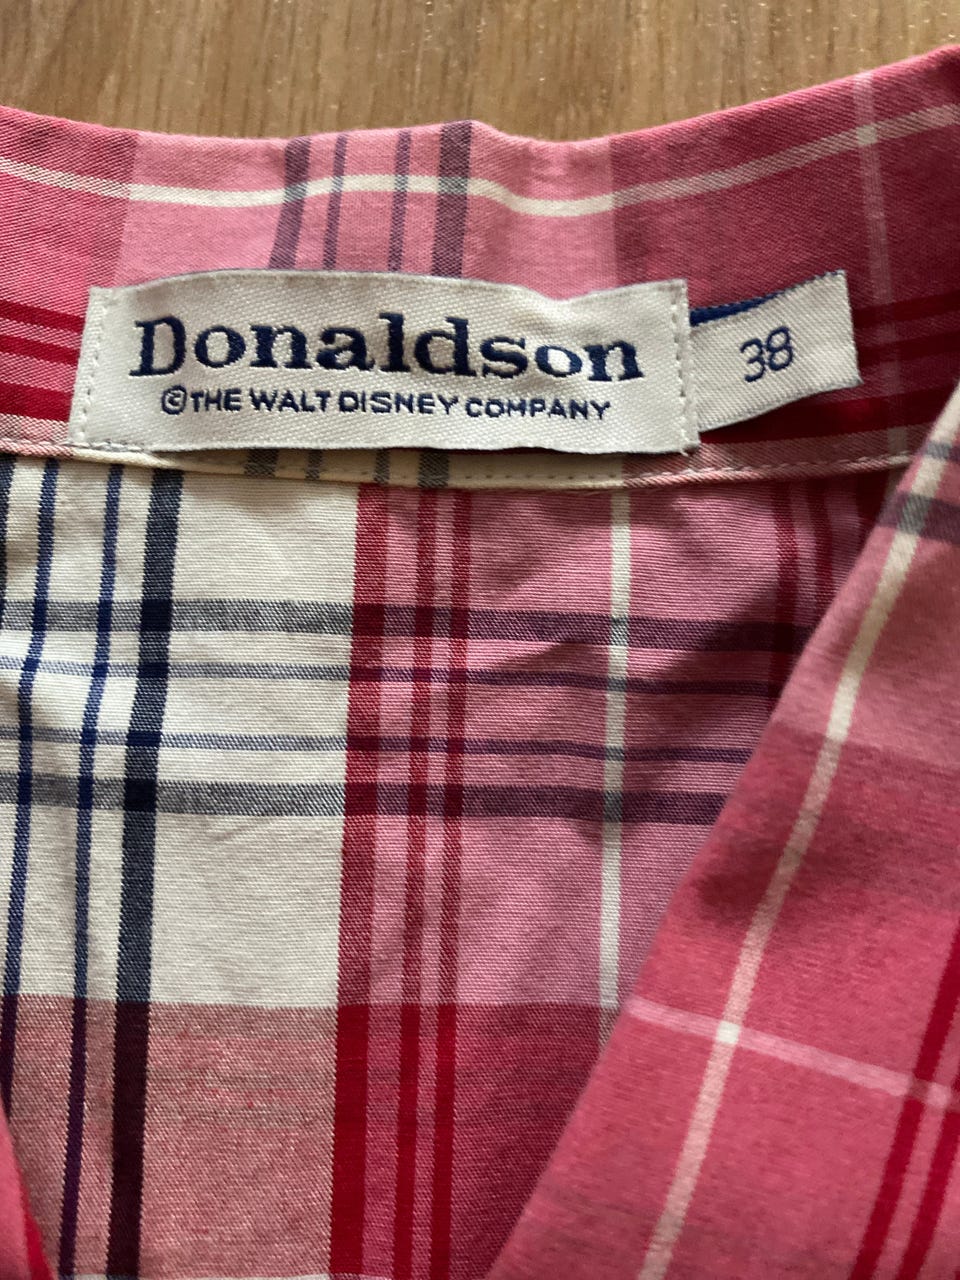 Donaldson
©THE WALT DISNEY COMPANY
38